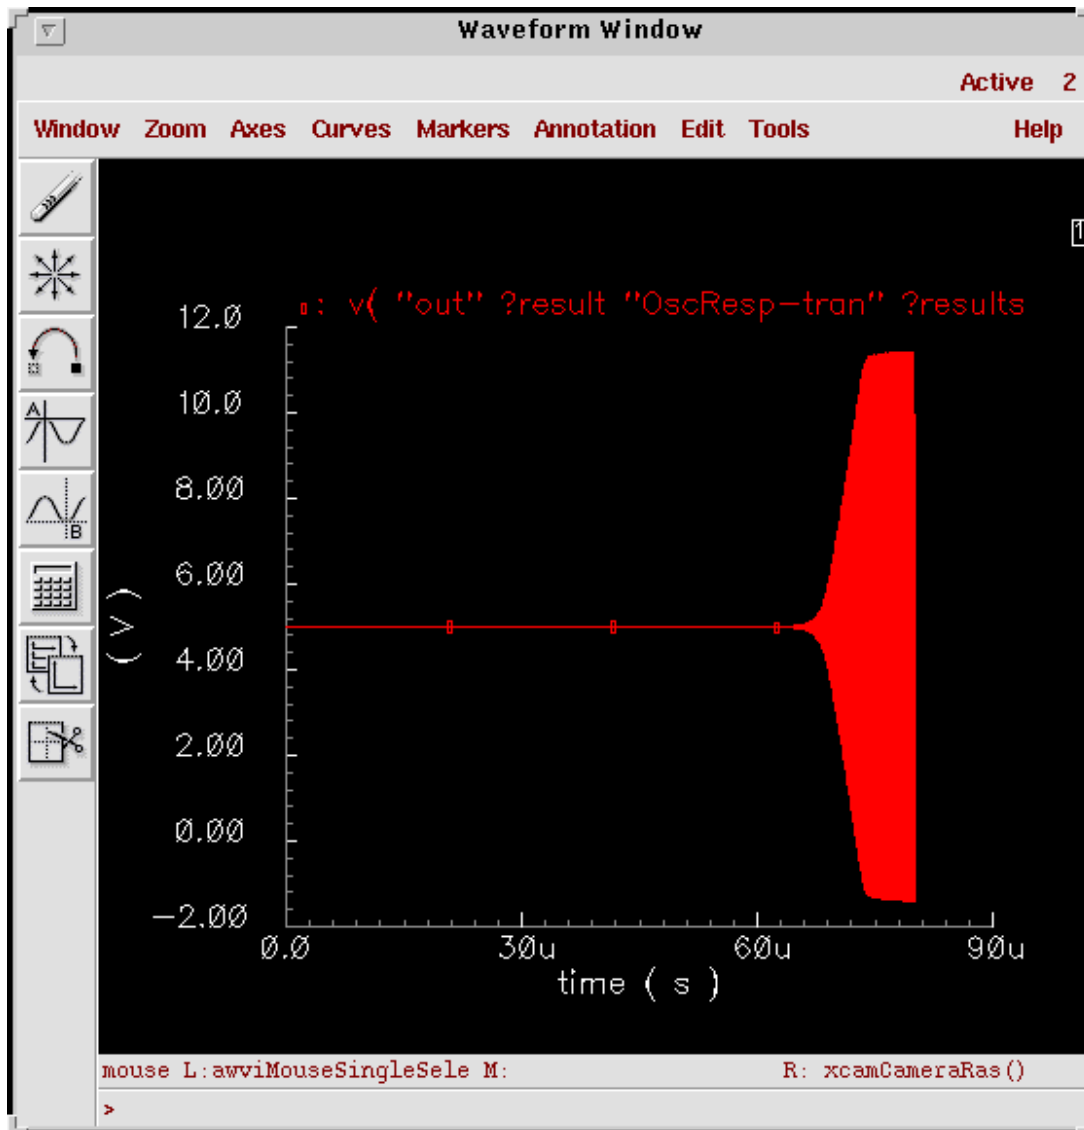 Waveform Window
Active 2
Window Zoom Axes Curves Markers Annotation Edit Tools Help
1
v( "out" ?result "OscResp-tran" ?results
12.0
10.0
8.00
6.00
4.00
2.00
0.00
-2.00
(V)
A
B
0.0 30u 60u 90u
time ( s )
mouse L:awviMouseSingleSele M: R: xcamCameraRas()
>